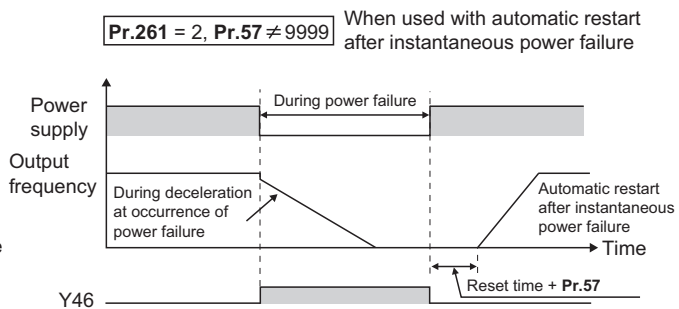 Pr.261 = 2, Pr.57 ≠ 9999
When used with automatic restart
after instantaneous power failure
Power
supply
During power failure
Output
frequency
During deceleration
at occurrence of
power failure
Automatic restart
after instantaneous
power failure
Time
e
Reset time + Pr.57
Y46